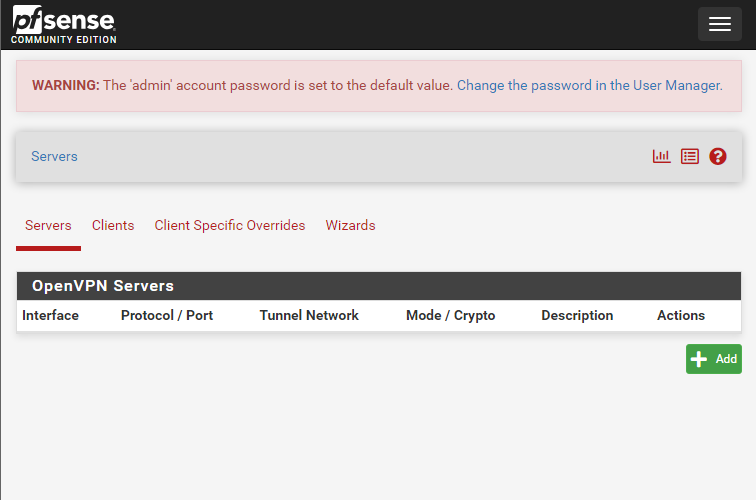 pfsense
COMMUNITY EDITION
WARNING: The 'admin' account password is set to the default value. Change the password in the User Manager.
Servers
Servers Clients Client Specific Overrides Wizards
OpenVPN Servers
Interface Protocol / Port Tunnel Network Mode / Crypto Description Actions
Add